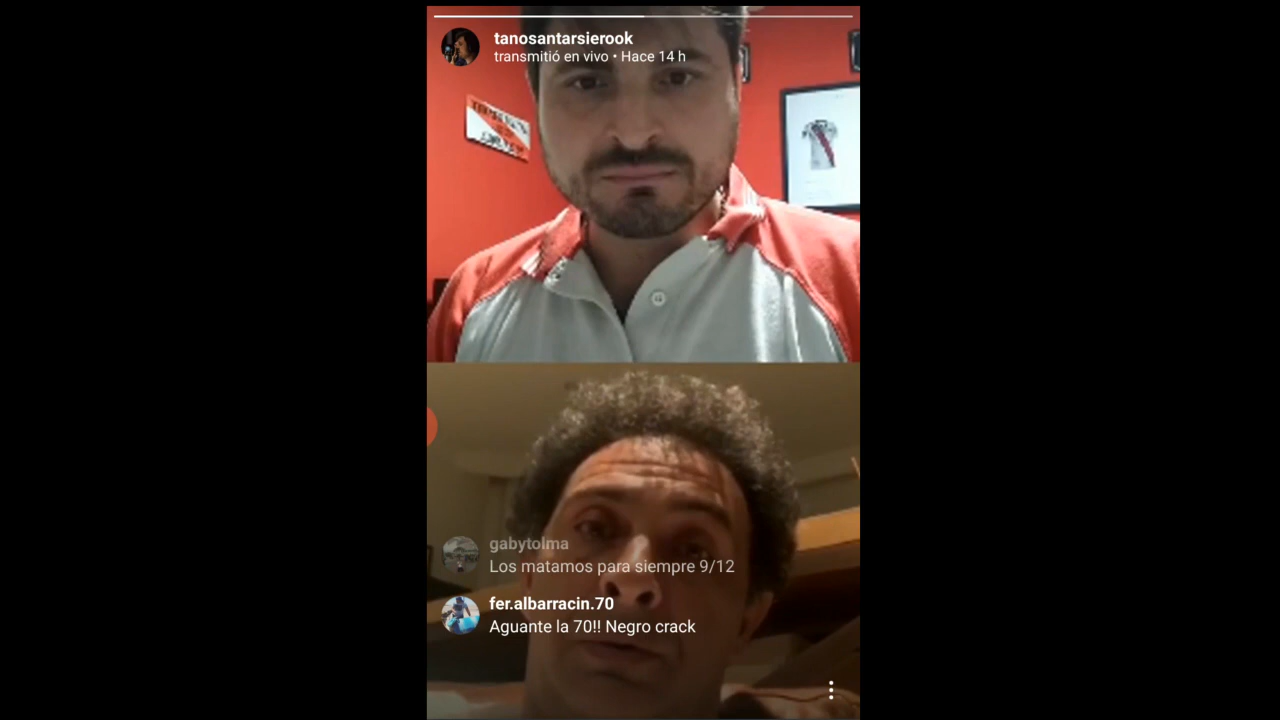 tanosantarsierook
transmitió en vivo • Hace 14 h
gabytolma
Los matamos para siempre 9/12
fer.albarracin.70
Aguante la 70!! Negro crack